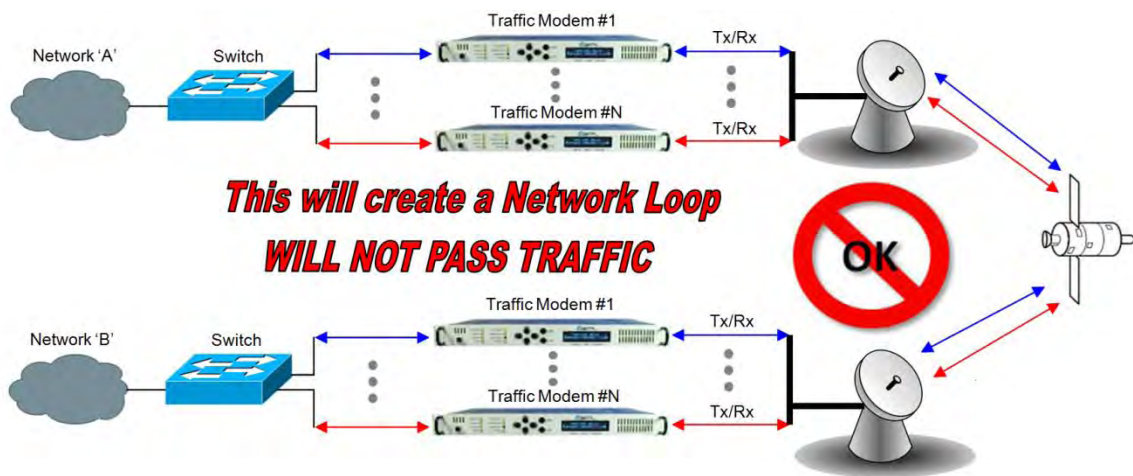 Traffic Modem #1
Network ‘A’
Switch
Tx/Rx
Traffic Modem #N
Tx/Rx
This will create a Network Loop
WILL NOT PASS TRAFFIC
OK
Traffic Modem #1
Network ‘B’
Switch
Tx/Rx
Traffic Modem #N
Tx/Rx